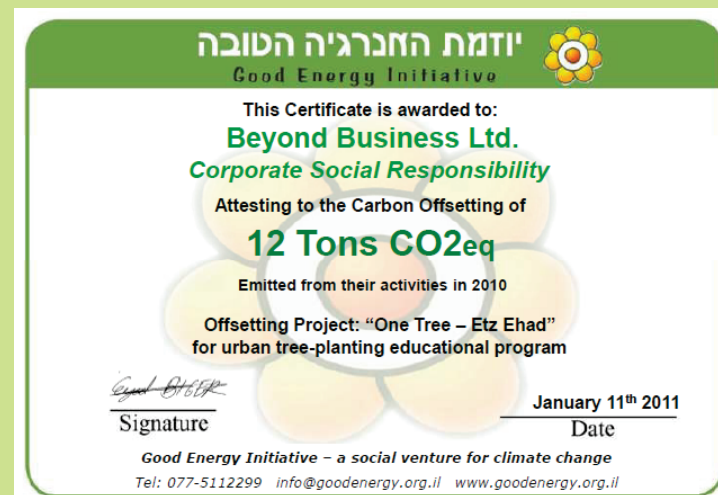 יוזמת האנרגיה הטובה
Good Energy Initiative
This Certificate is awarded to:
Beyond Business Ltd.
Corporate Social Responsibility
Attesting to the Carbon Offsetting of
12 Tons CO2eq
Emitted from their activities in 2010
Offsetting Project: “One Tree – Etz Ehad”
for urban tree-planting educational program
Signature
January 11th 2011
Date
Good Energy Initiative – a social venture for climate change
Tel: 077-5112299 info@goodenergy.org.il www.goodenergy.org.il